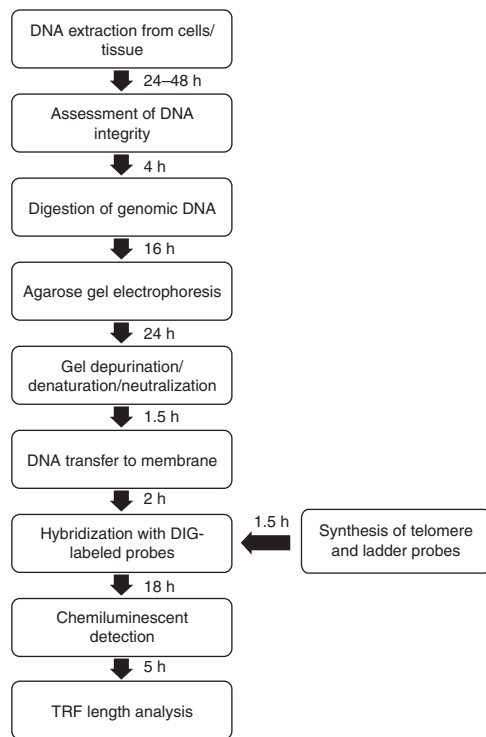 DNA extraction from cells/
tissue
24–48 h
Assessment of DNA
integrity
4 h
Digestion of genomic DNA
16 h
Agarose gel electrophoresis
24 h
Gel depurination/
denaturation/neutralization
1.5 h
DNA transfer to membrane
2 h
Hybridization with DIG-
labeled probes
1.5 h
Synthesis of telomere
and ladder probes
18 h
Chemiluminescent
detection
5 h
TRF length analysis